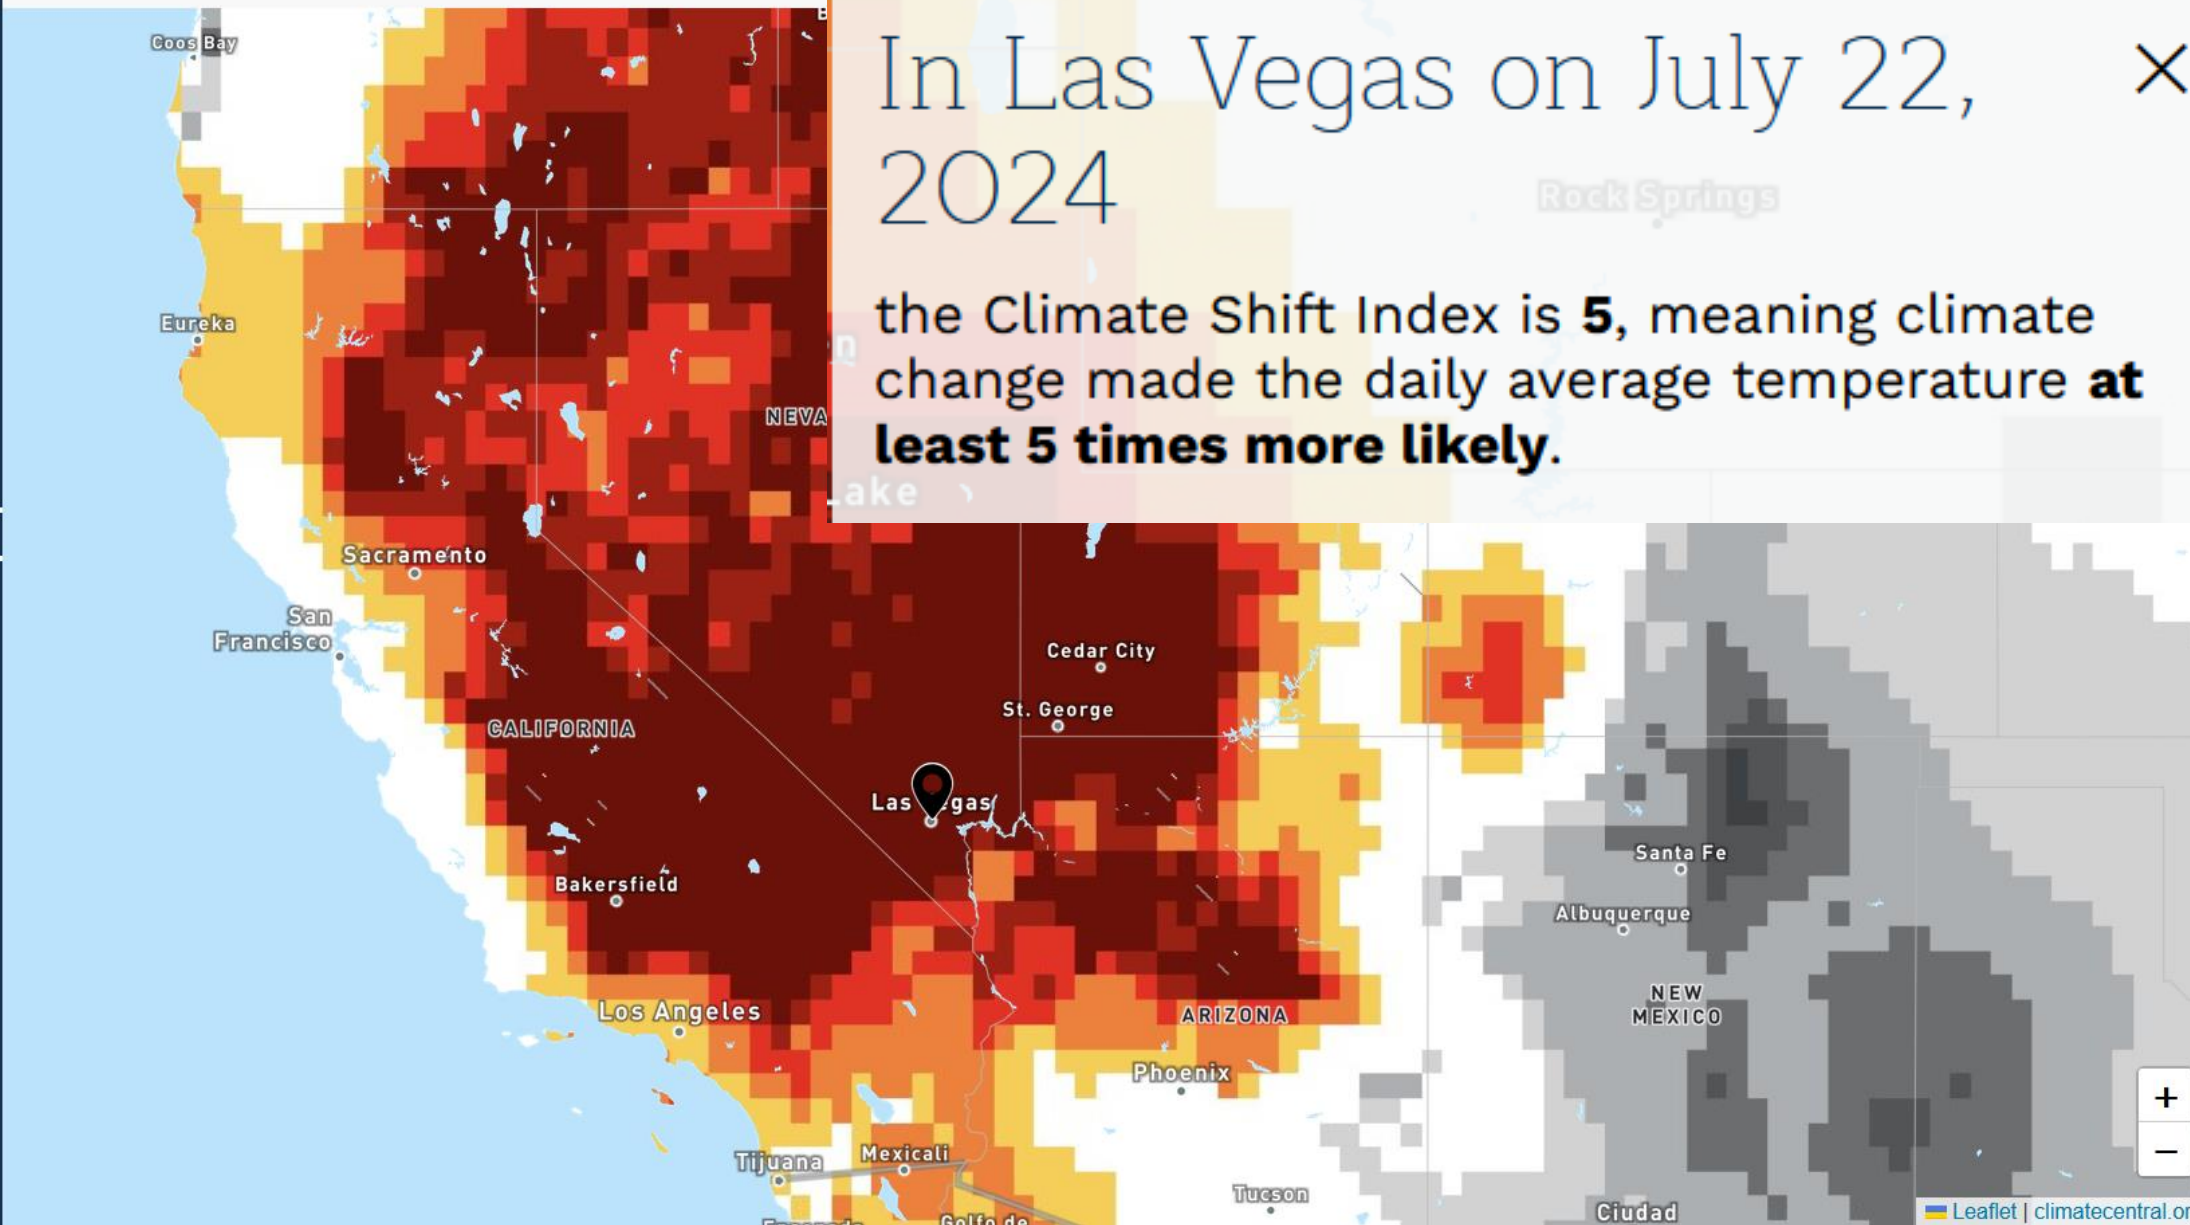 In Las Vegas on July 22,
2024
the Climate Shift Index is 5, meaning climate
change made the daily average temperature at
least 5 times more likely.
Coos Bay
Rock Springs
Eureka
NEVA
Lake
Sacramento
San
Francisco
Cedar City
St. George
CALIFORNIA
Las Vegas
Santa Fe
Bakersfield
Albuquerque
NEW
MEXICO
Los Angeles
ARIZONA
Phoenix
+
−
Mexicali
Tijuana
Tucson
Ciudad
Golfo de
Leaflet | climatecentral.or